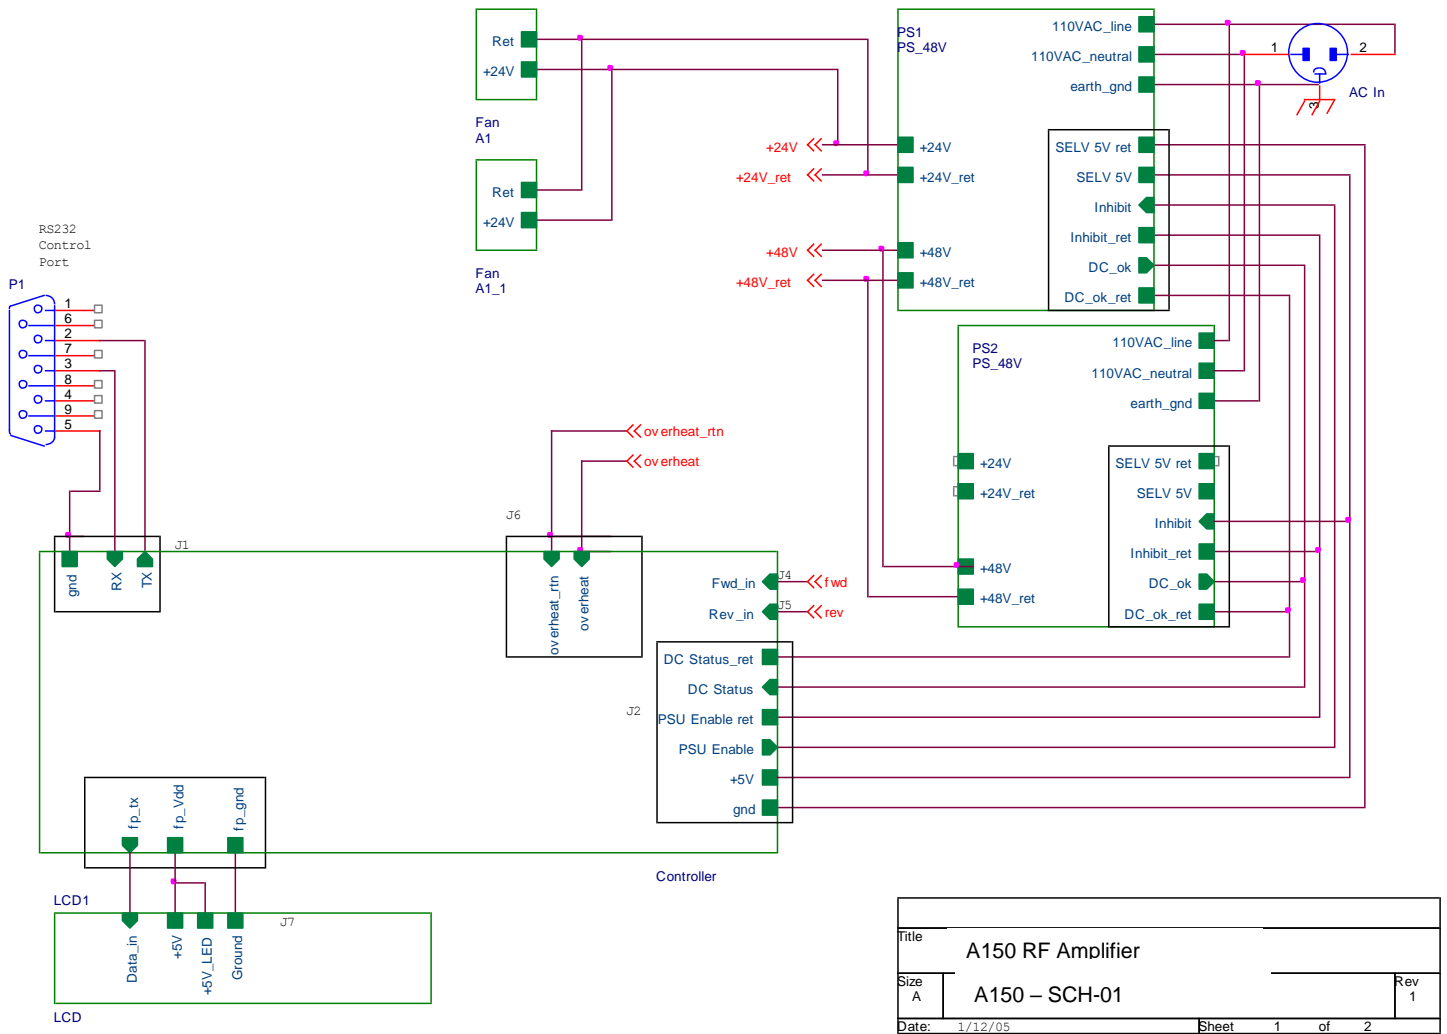 Ret
+24V
Fan
A1
Ret
+24V
Fan
A1_1
PS1
PS_48V
110VAC_line
110VAC_neutral
earth_gnd
1
2
3
AC In
+24V
+24V_ret
+48V
+48V_ret
+24V
+24V_ret
+48V
+48V_ret
SELV 5V ret
SELV 5V
Inhibit
Inhibit_ret
DC_ok
DC_ok_ret
PS2
PS_48V
110VAC_line
110VAC_neutral
earth_gnd
+24V
+24V_ret
+48V
+48V_ret
SELV 5V ret
SELV 5V
Inhibit
Inhibit_ret
DC_ok
DC_ok_ret
RS232
Control
Port
P1
1
6
2
7
3
8
4
9
5
overheat_rtn
overheat
J1
gnd
RX
TX
J6
overheat_rtn
overheat
Fwd_in
J4
fwd
Rev_in
J5
rev
J2
DC Status_ret
DC Status
PSU Enable ret
PSU Enable
+5V
gnd
Controller
fp_tx
fp_Vdd
fp_gnd
LCD1
J7
Data_in
+5V
+5V_LED
Ground
LCD
Title
A150 RF Amplifier
Size
A
A150 – SCH-01
Rev
1
Date:
1/12/05
Sheet 1 of 2